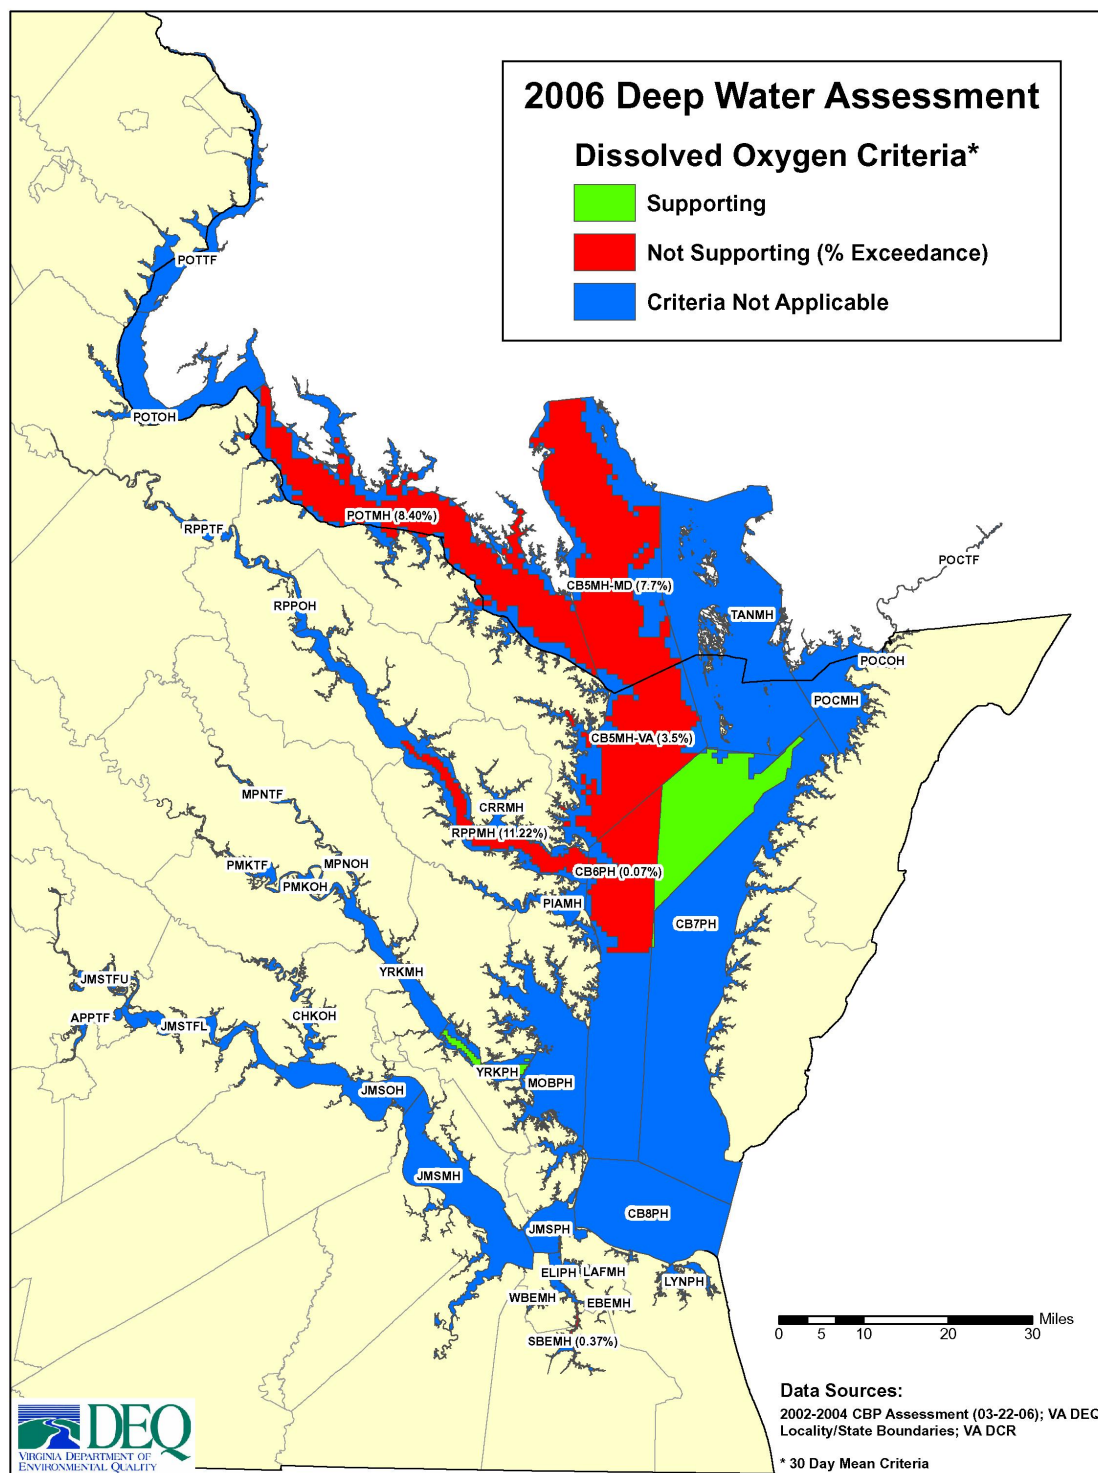 2006 Deep Water Assessment
Dissolved Oxygen Criteria*
Supporting
Not Supporting (% Exceedance)
Criteria Not Applicable
POTTF
POTOH
POTMH (8.40%)
RPPTF
CB5MH-MD (7.7%)
POCTF
RPPOH
TANMH
POCOH
POCMH
CB5MH-VA (3.5%)
MPNTF
CRRMH
RPPMH (11.22%)
PMKTF
MPNOH
CB6PH (0.07%)
PMKOH
PIAMH
CB7PH
YRKMH
JMSTFU
APPTF
JMSTFL
CHKOH
YRKPH
MOBPH
JMSOH
JMSMH
CB8PH
JMSPH
ELIPH
LAFMH
LYNPH
WBEMH
EBEMH
SBEMH (0.37%)
Miles
0 5 10 20 30
Data Sources:
2002-2004 CBP Assessment (03-22-06); VA DEQ
Locality/State Boundaries; VA DCR
* 30 Day Mean Criteria
DEQ
VIRGINIA DEPARTMENT OF
ENVIRONMENTAL QUALITY